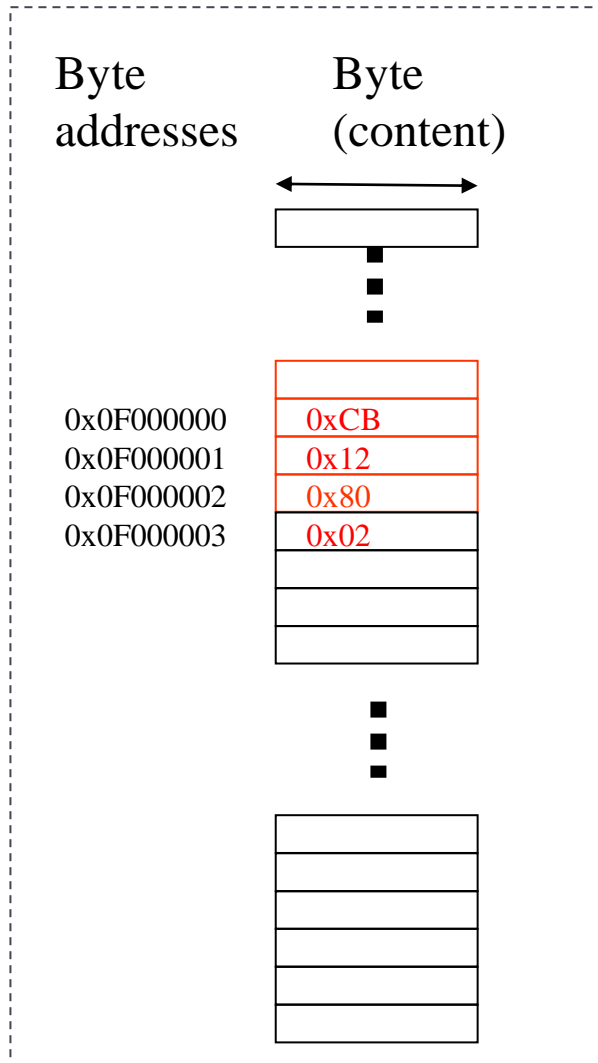 Byte addresses
Byte (content)
0x0F000000 0xCB
0x0F000001 0x12
0x0F000002 0x80
0x0F000003 0x02